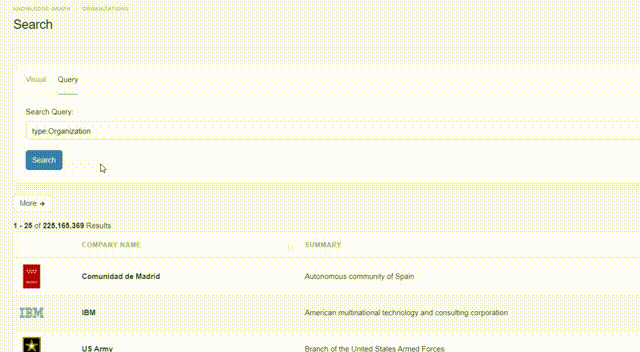 KNOWLEDGE GRAPH ORGANIZATIONS
Search
Visual Query
Search Query:
type:Organization
Search
More →
1 - 25 of 225,165,369 Results
COMPANY NAME SUMMARY
Comunidad de Madrid Autonomous community of Spain
IBM IBM American multinational technology and consulting corporation
US Army Branch of the United States Armed Forces